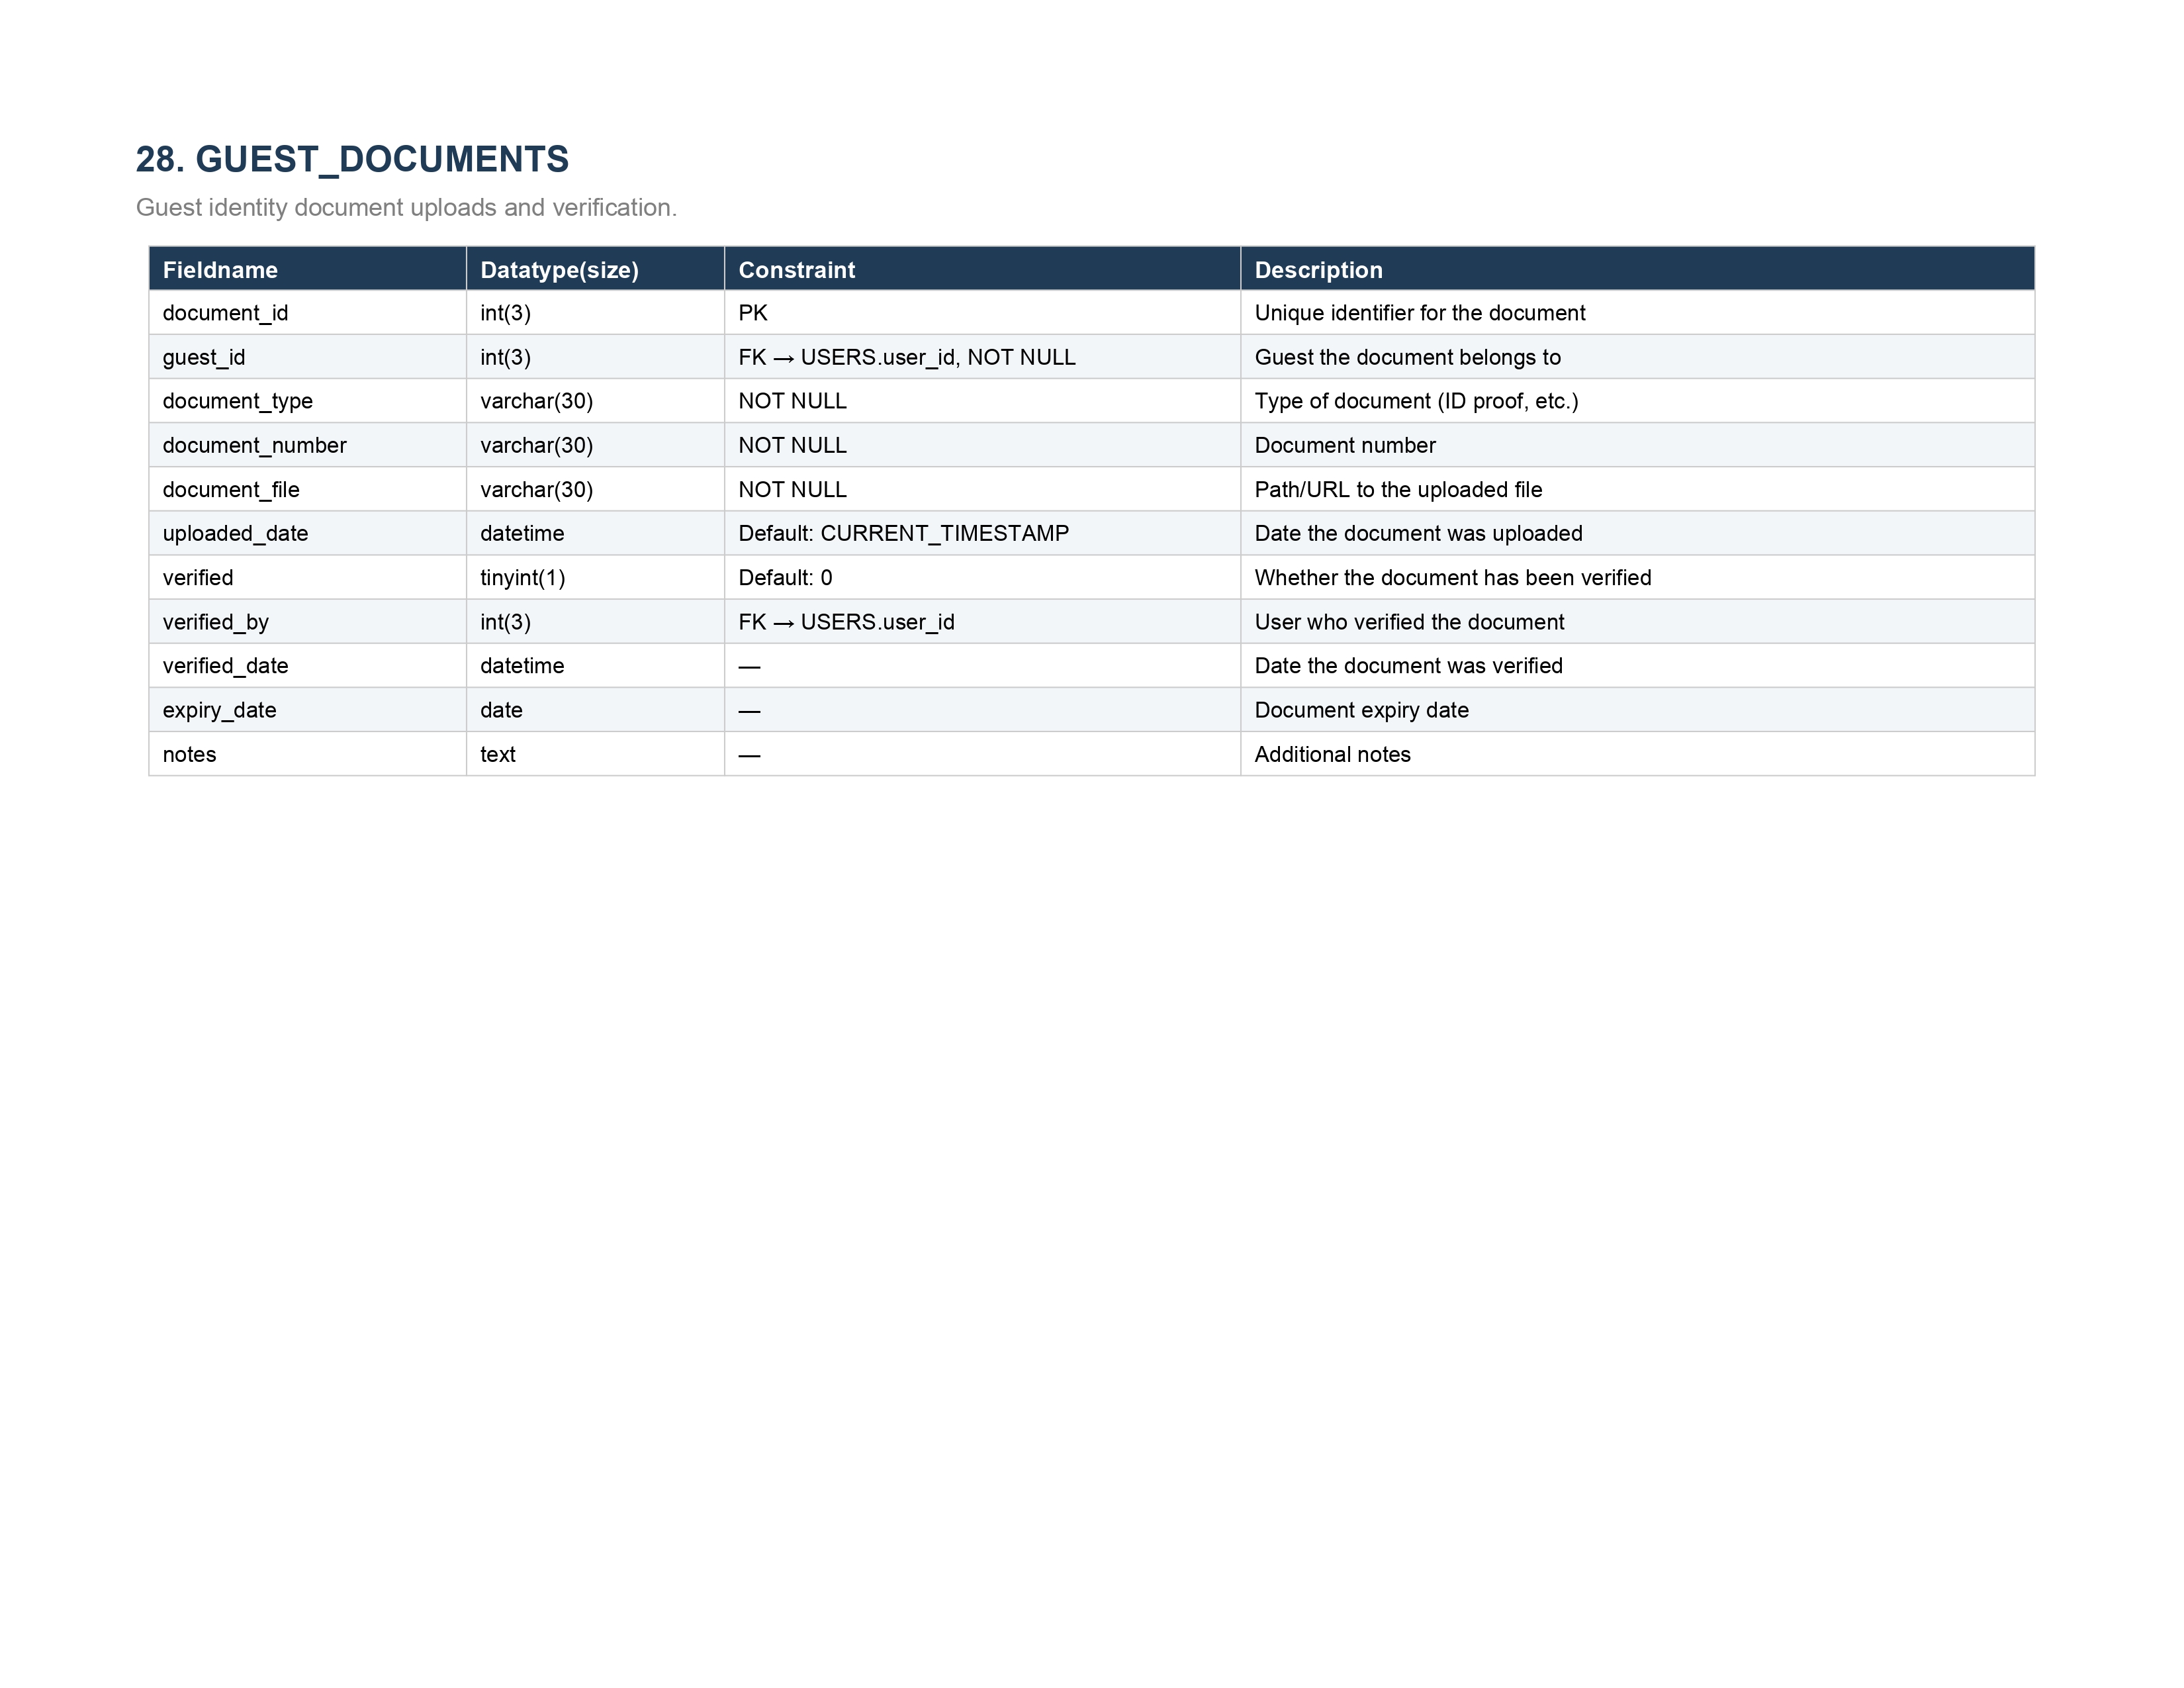 28. GUEST_DOCUMENTS
Guest identity document uploads and verification.
Fieldname Datatype(size) Constraint Description
document_id int(3) PK Unique identifier for the document
guest_id int(3) FK → USERS.user_id, NOT NULL Guest the document belongs to
document_type varchar(30) NOT NULL Type of document (ID proof, etc.)
document_number varchar(30) NOT NULL Document number
document_file varchar(30) NOT NULL Path/URL to the uploaded file
uploaded_date datetime Default: CURRENT_TIMESTAMP Date the document was uploaded
verified tinyint(1) Default: 0 Whether the document has been verified
verified_by int(3) FK → USERS.user_id User who verified the document
verified_date datetime — Date the document was verified
expiry_date date — Document expiry date
notes text — Additional notes